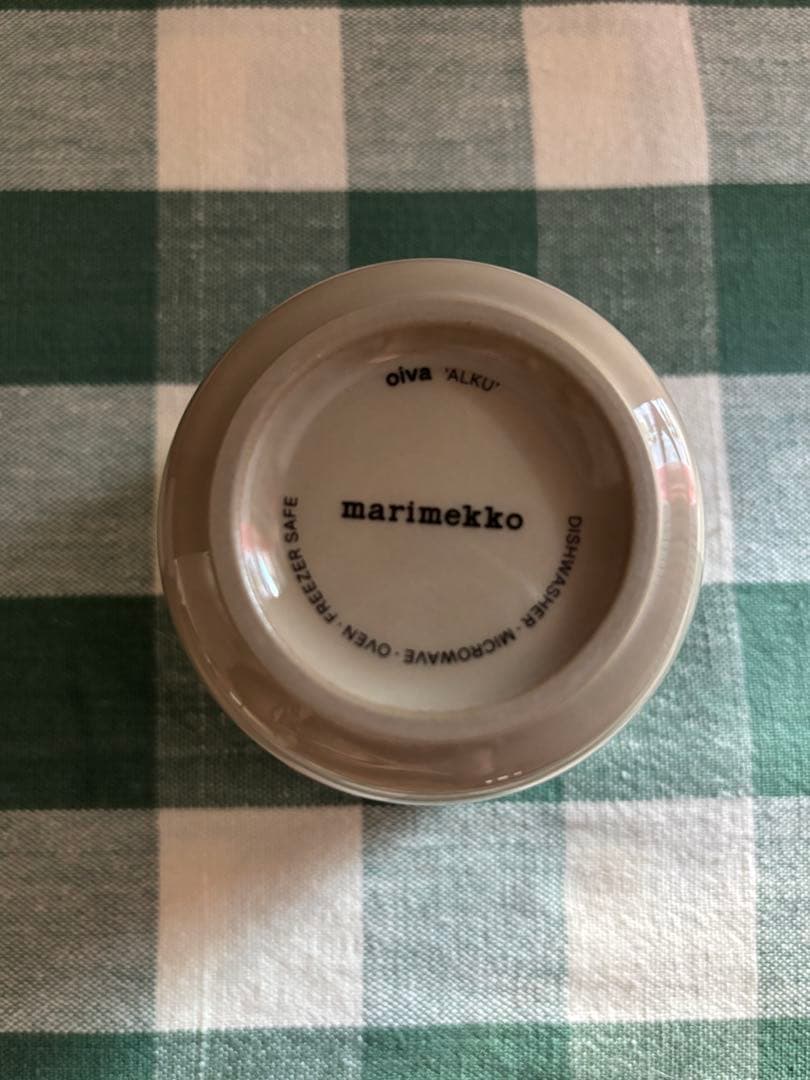 oiva 'ALKU'
marimekko
DISHWASHER · MICROWAVE · OVEN · FREEZER SAFE